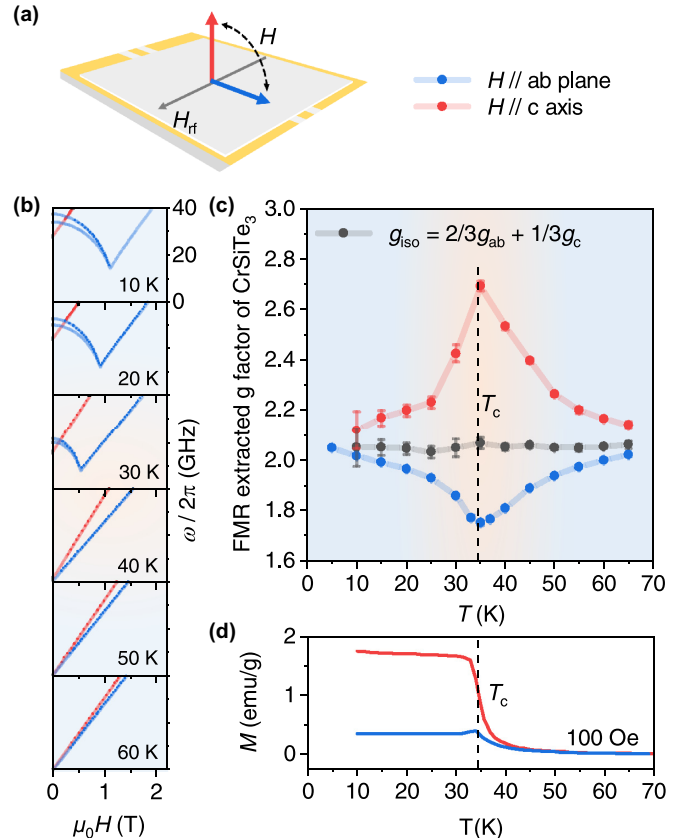 (a)
H
H_rf
H // ab plane
H // c axis
(b)
40
20
0
10 K
20 K
30 K
40 K
50 K
60 K
ω / 2π (GHz)
0 1 2
μ₀H (T)
(c)
3.0
2.8
2.6
2.4
2.2
2.0
1.8
1.6
FMR extracted g factor of CrSiTe₃
g_iso = 2/3g_ab + 1/3g_c
T_c
0 10 20 30 40 50 60 70
T (K)
(d)
2
1
0
M (emu/g)
T_c
100 Oe
0 10 20 30 40 50 60 70
T(K)